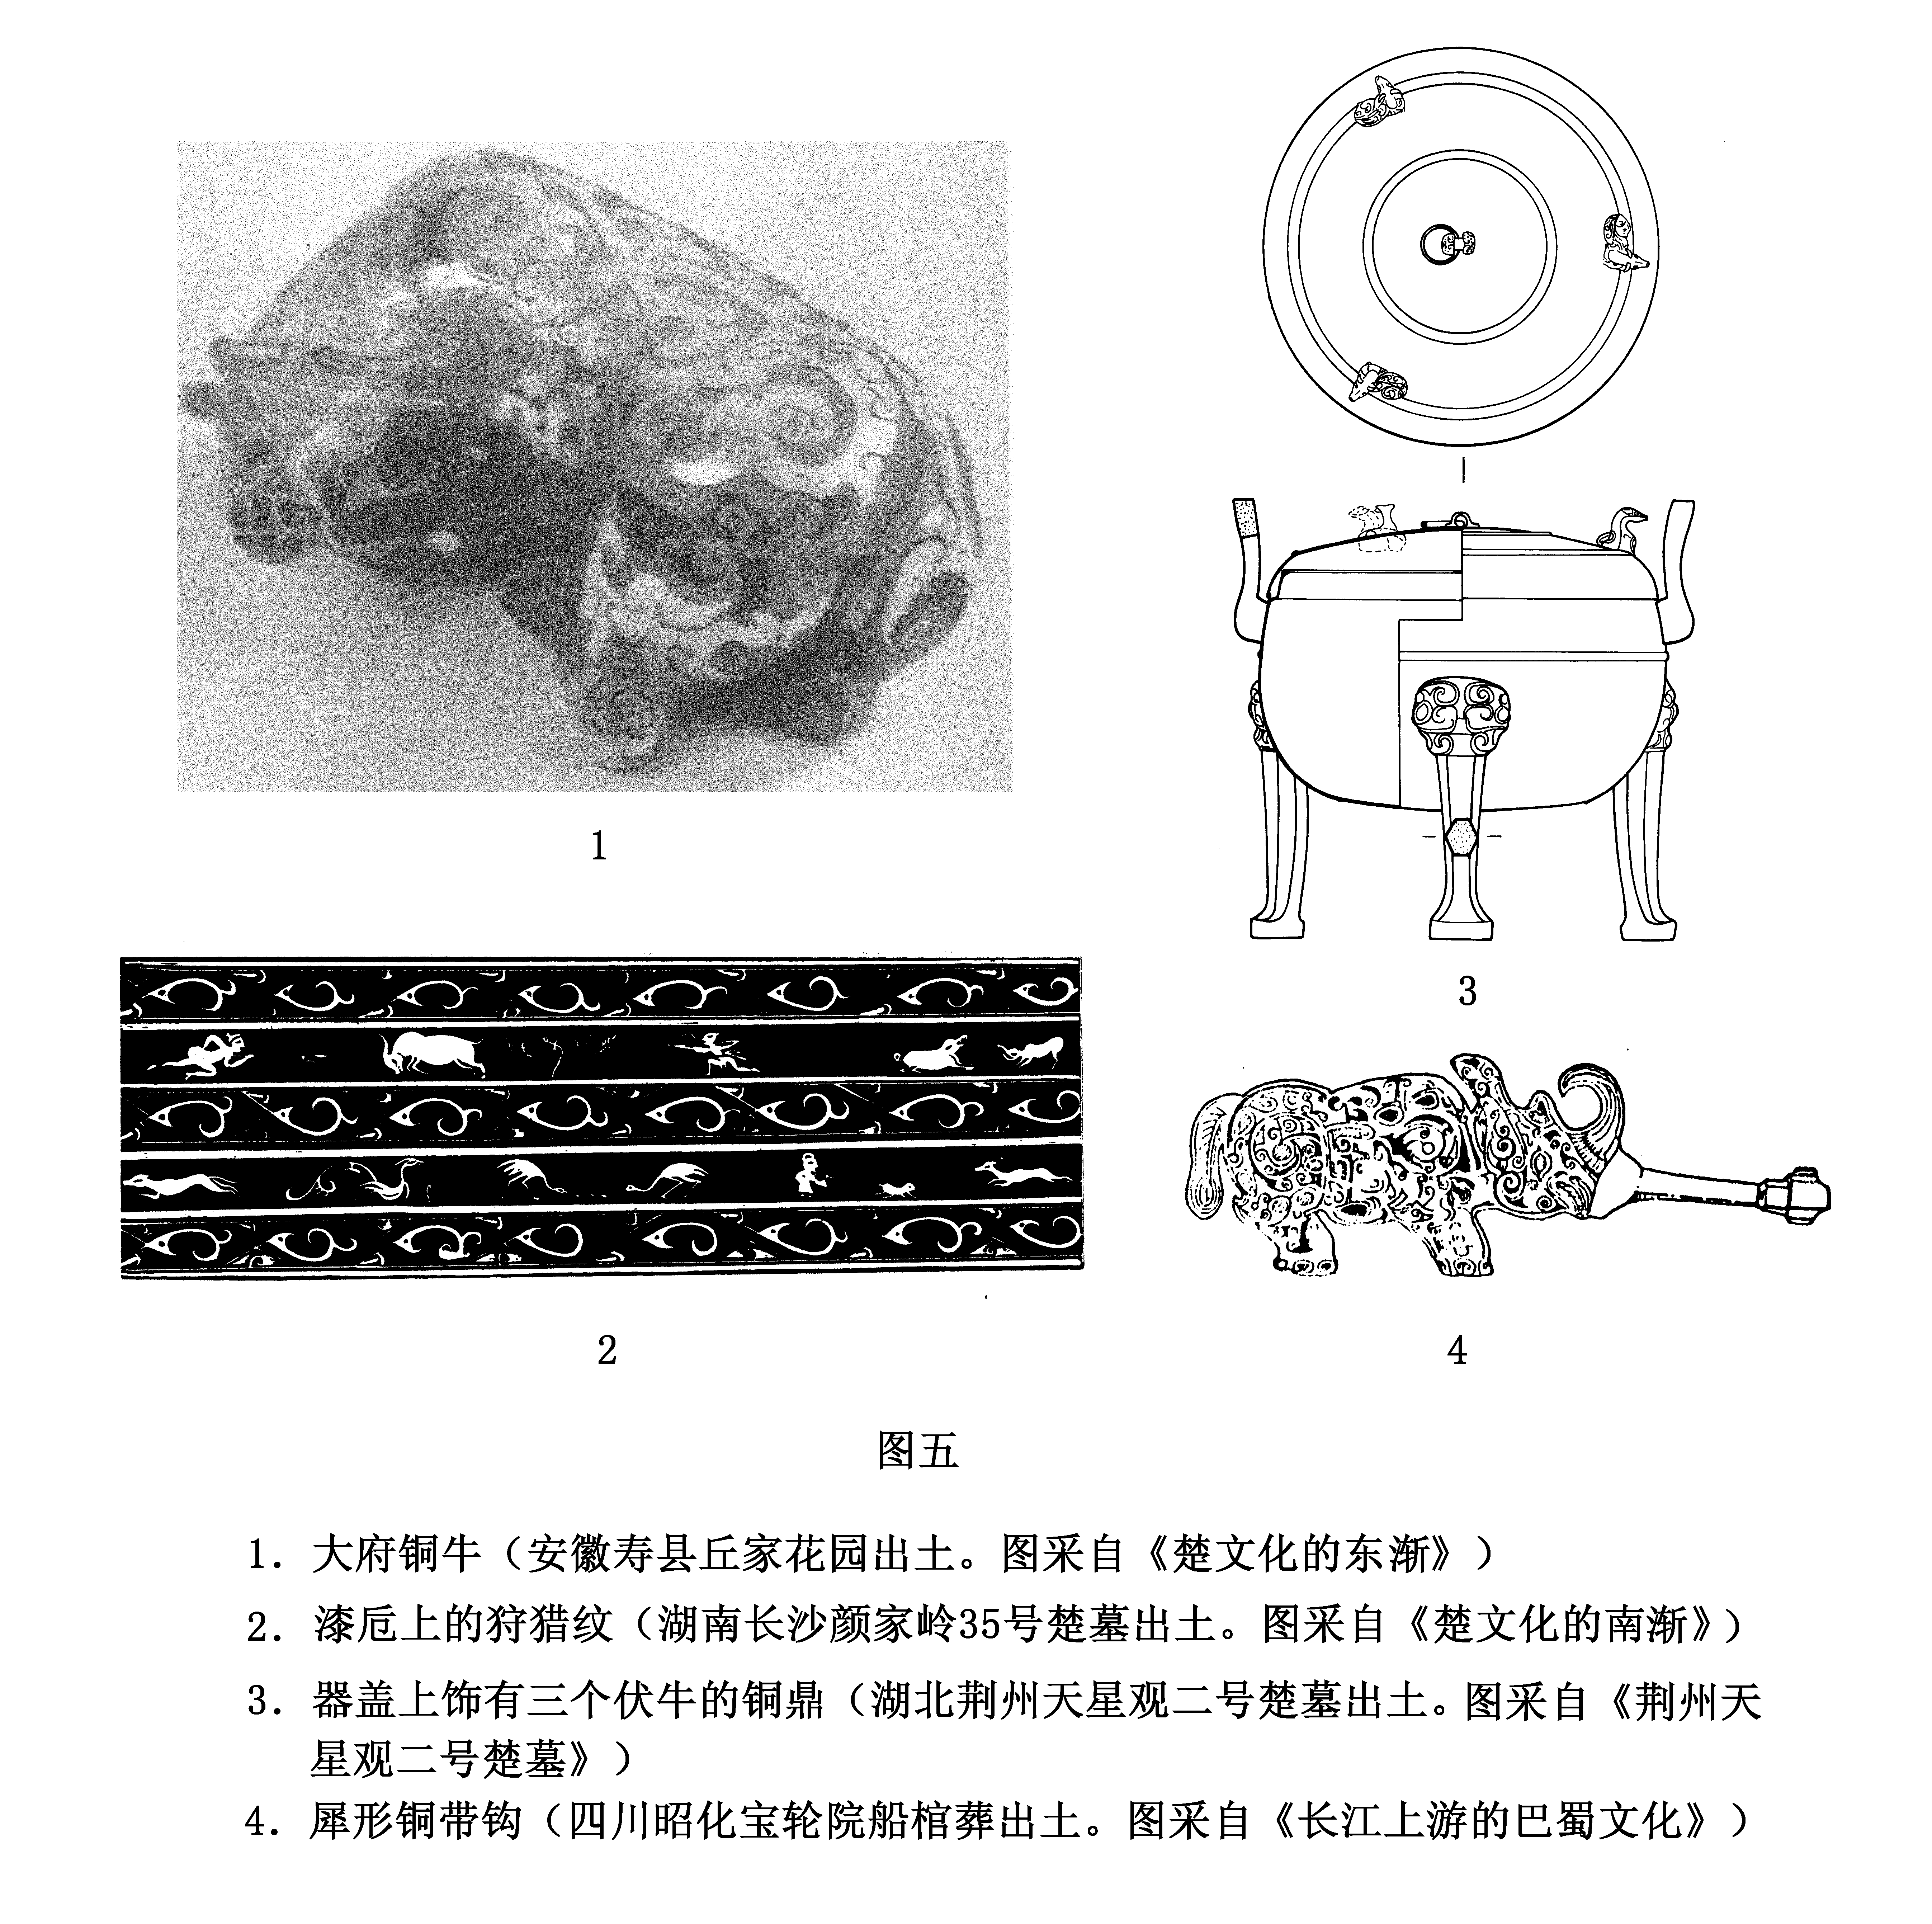 1
3
2
4
图五
1. 大府铜牛（安徽寿县丘家花园出土。图采自《楚文化的东渐》）
2. 漆卮上的狩猎纹（湖南长沙颜家岭35号楚墓出土。图采自《楚文化的南渐》）
3. 器盖上饰有三个伏牛的铜鼎（湖北荆州天星观二号楚墓出土。图采自《荆州天
星观二号楚墓》）
4. 犀形铜带钩（四川昭化宝轮院船棺葬出土。图采自《长江上游的巴蜀文化》）